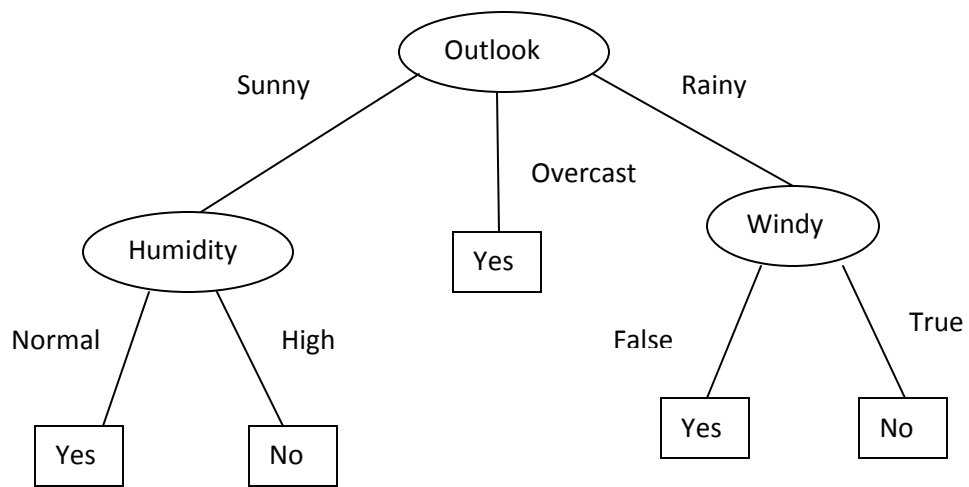 Outlook
Sunny
Rainy
Overcast
Humidity
Yes
Windy
Normal
High
False
True
Yes
No
Yes
No